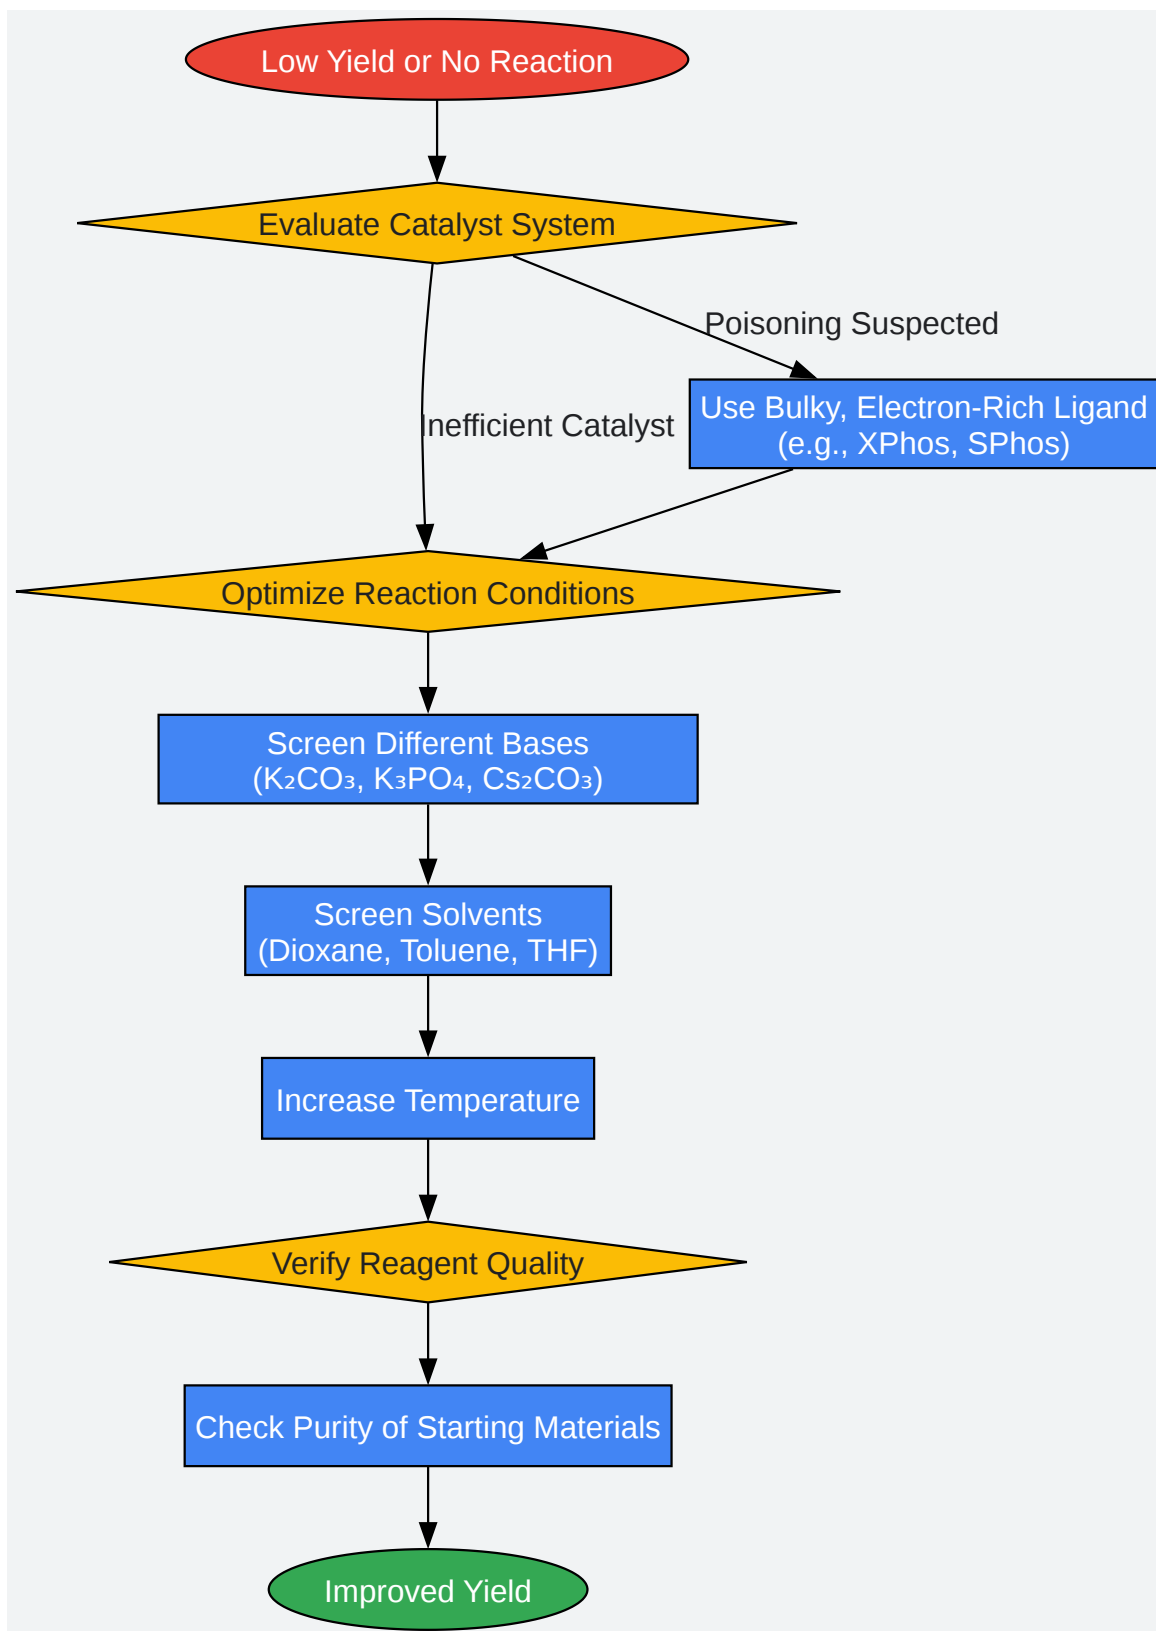 Low Yield or No Reaction
Evaluate Catalyst System
Poisoning Suspected
Use Bulky, Electron-Rich Ligand
(e.g., XPhos, SPhos)
Inefficient Catalyst
Optimize Reaction Conditions
Screen Different Bases
(K₂CO₃, K₃PO₄, Cs₂CO₃)
Screen Solvents
(Dioxane, Toluene, THF)
Increase Temperature
Verify Reagent Quality
Check Purity of Starting Materials
Improved Yield